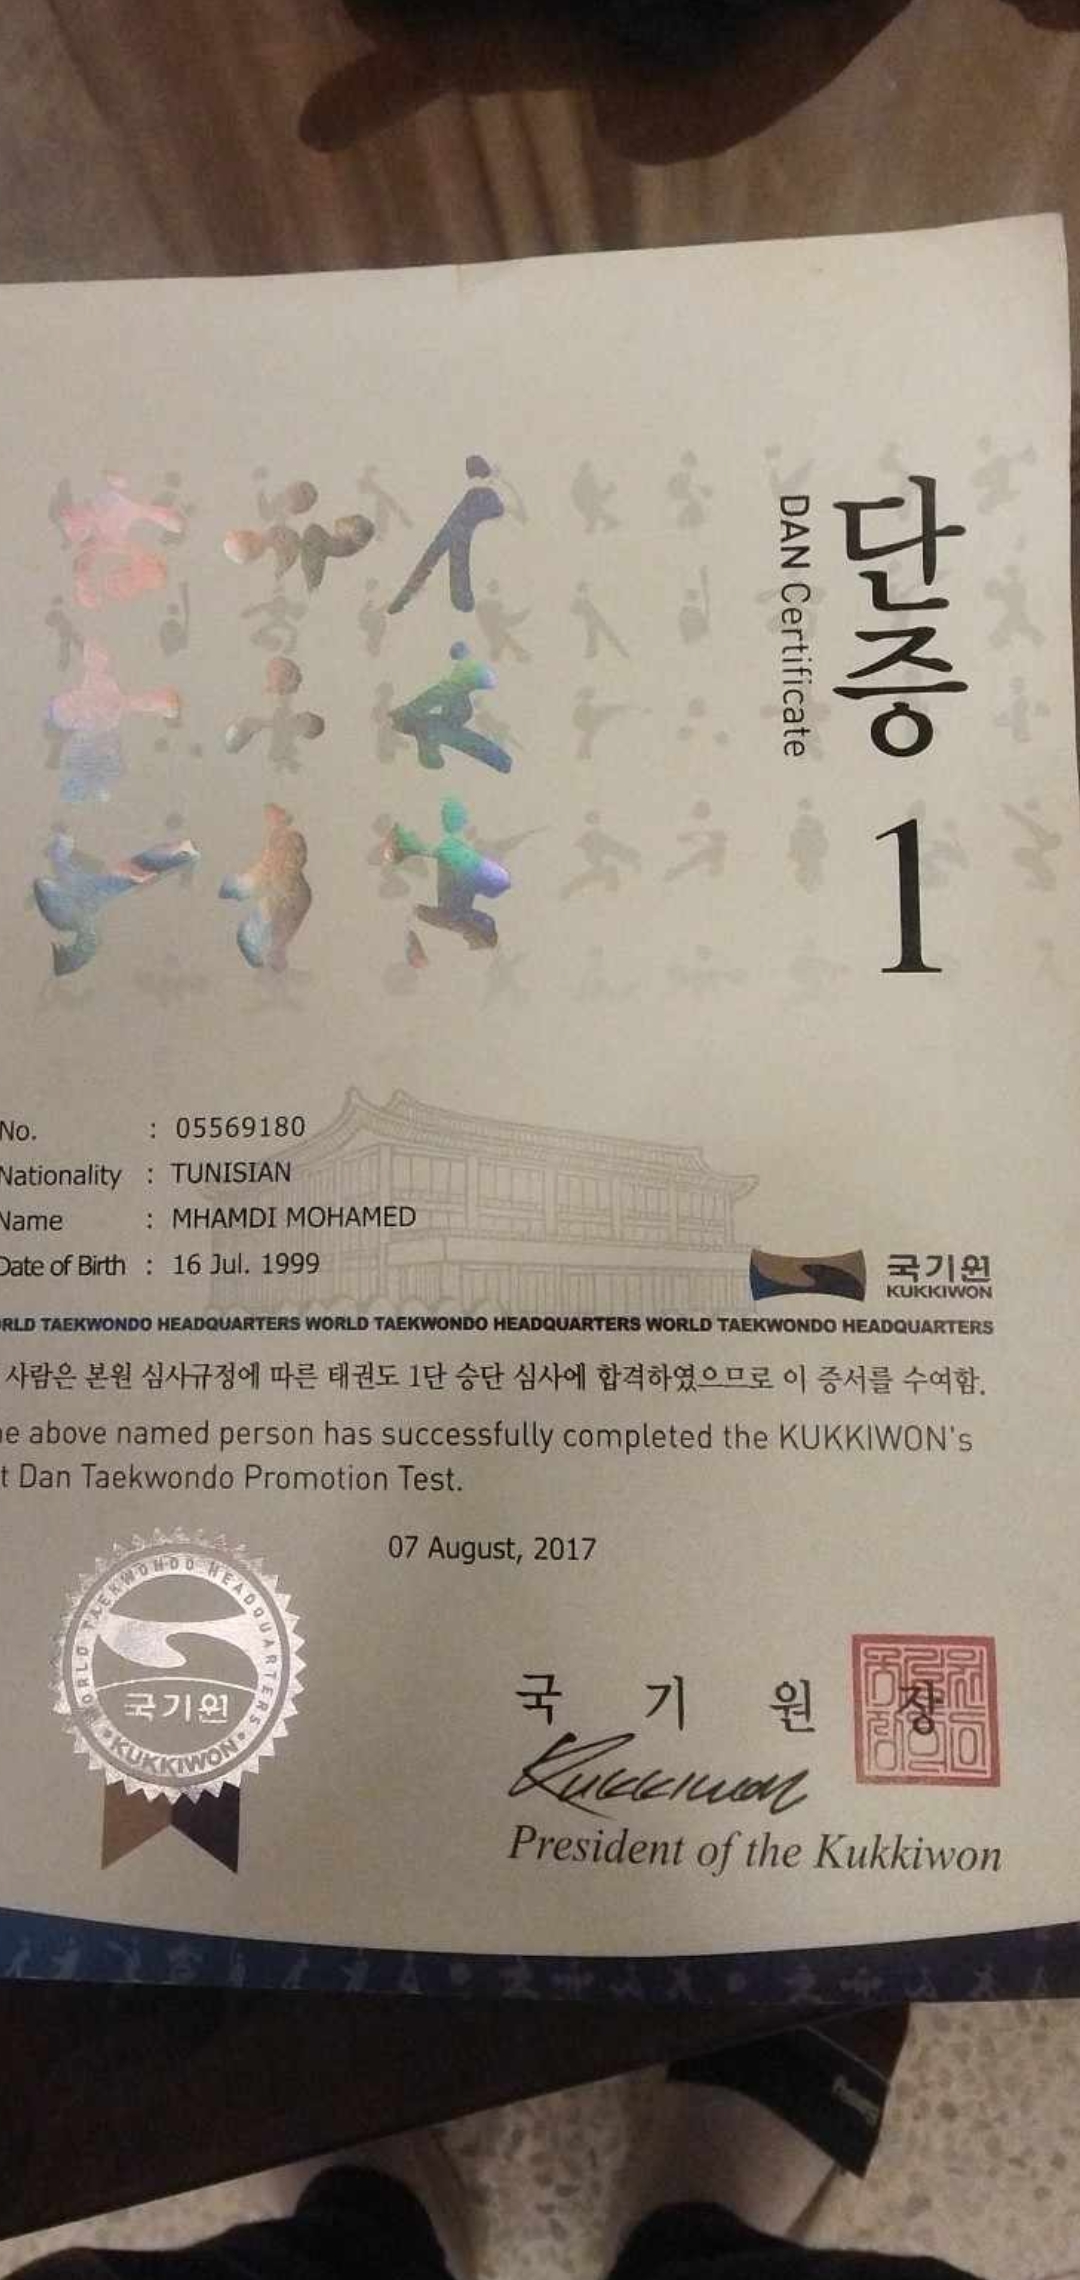 단증 1
DAN Certificate
No. : 05569180
Nationality : TUNISIAN
Name : MHAMDI MOHAMED
Date of Birth : 16 Jul. 1999
국기원
KUKKIWON
RLD TAEKWONDO HEADQUARTERS WORLD TAEKWONDO HEADQUARTERS WORLD TAEKWONDO HEADQUARTERS
사람은 본원 심사규정에 따른 태권도 1단 승단 심사에 합격하였으므로 이 증서를 수여함.
e above named person has successfully completed the KUKKIWON's
t Dan Taekwondo Promotion Test.
07 August, 2017
WORLD TAEKWONDO HEADQUARTERS
국기원
•KUKKIWON•
국 기 원 장
Kukkiwon
President of the Kukkiwon